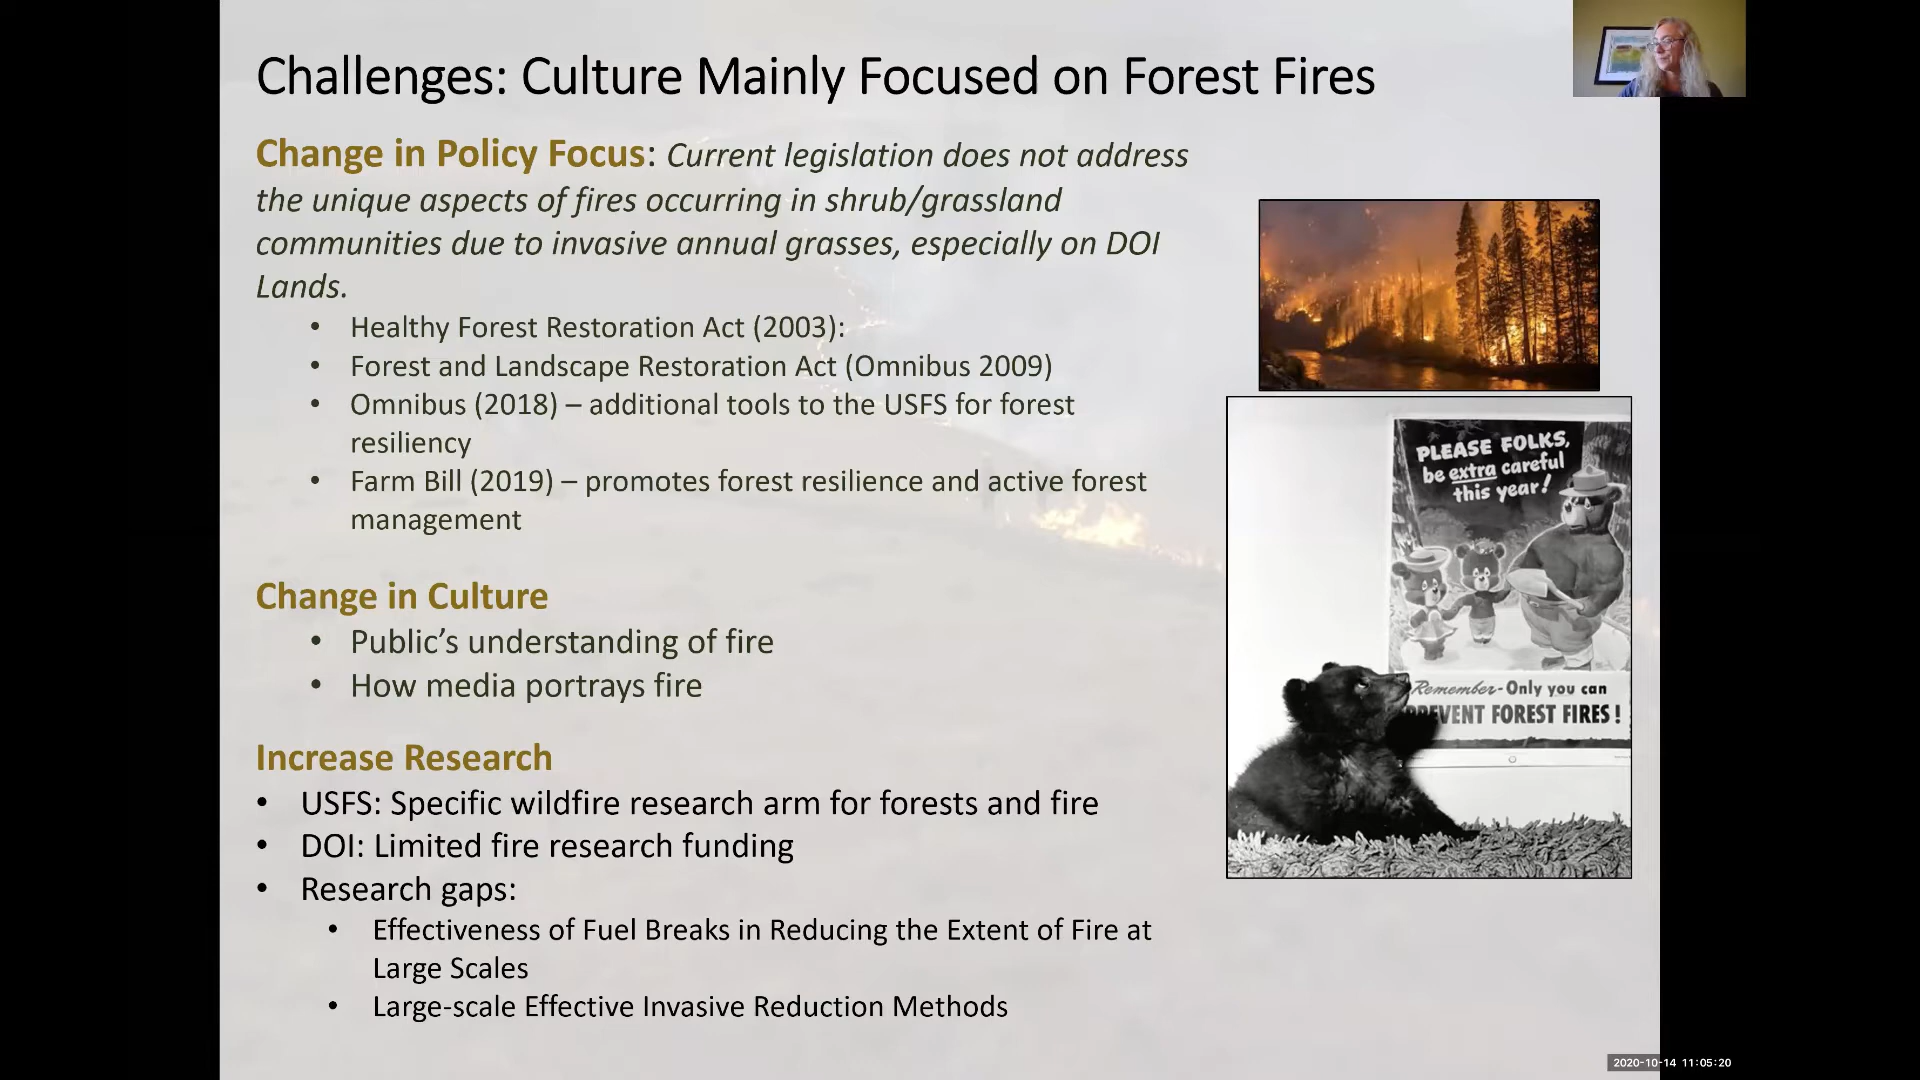 Challenges: Culture Mainly Focused on Forest Fires
Change in Policy Focus: Current legislation does not address
the unique aspects of fires occurring in shrub/grassland
communities due to invasive annual grasses, especially on DOI
Lands.
• Healthy Forest Restoration Act (2003):
• Forest and Landscape Restoration Act (Omnibus 2009)
• Omnibus (2018) – additional tools to the USFS for forest
resiliency
• Farm Bill (2019) – promotes forest resilience and active forest
management
Change in Culture
• Public’s understanding of fire
• How media portrays fire
Increase Research
• USFS: Specific wildfire research arm for forests and fire
• DOI: Limited fire research funding
• Research gaps:
• Effectiveness of Fuel Breaks in Reducing the Extent of Fire at
Large Scales
• Large-scale Effective Invasive Reduction Methods
PLEASE FOLKS,
be extra careful
this year!
Remember - Only you can
PREVENT FOREST FIRES!
2020-10-14 11:05:20